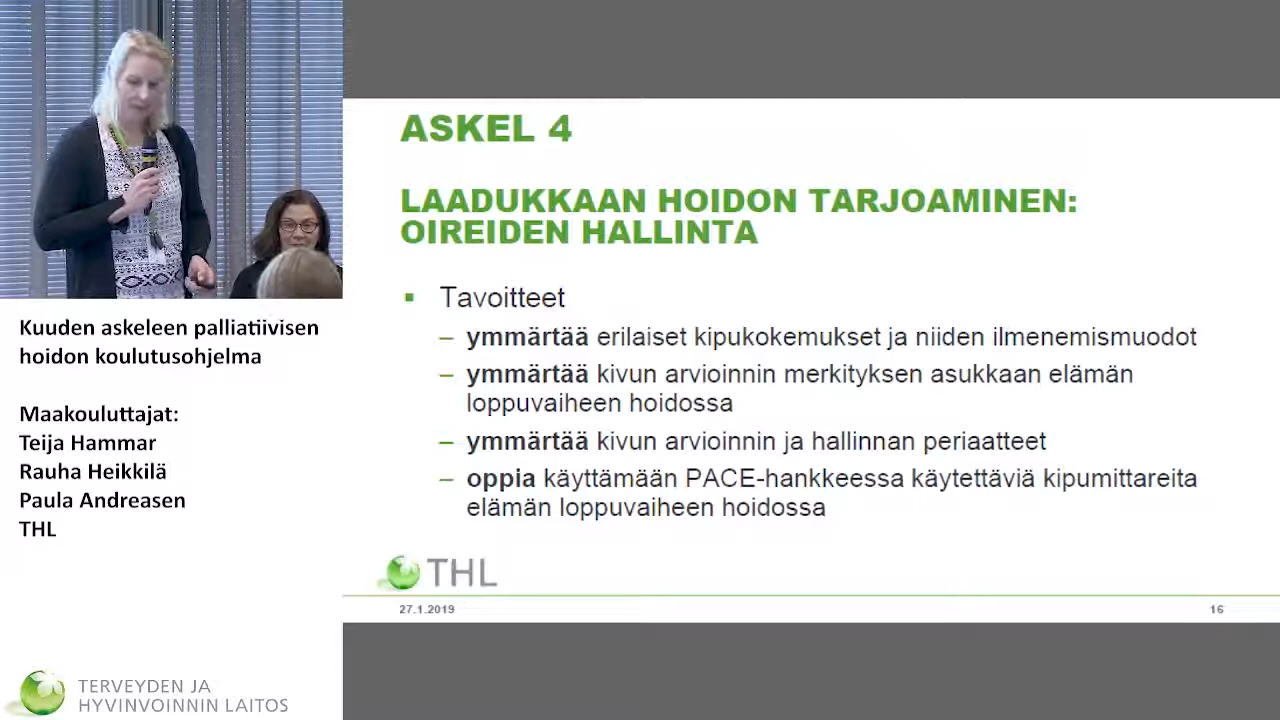 Kuuden askeleen palliatiivisen
hoidon koulutusohjelma
Maakouluttajat:
Teija Hammar
Rauha Heikkilä
Paula Andreasen
THL
TERVEYDEN JA
HYVINVOINNIN LAITOS
ASKEL 4
LAADUKKAAN HOIDON TARJOAMINEN:
OIREIDEN HALLINTA
▪ Tavoitteet
– ymmärtää erilaiset kipukokemukset ja niiden ilmenemismuodot
– ymmärtää kivun arvioinnin merkityksen asukkaan elämän
loppuvaiheen hoidossa
– ymmärtää kivun arvioinnin ja hallinnan periaatteet
– oppia käyttämään PACE-hankkeessa käytettäviä kipumittareita
elämän loppuvaiheen hoidossa
THL
27.1.2019
16